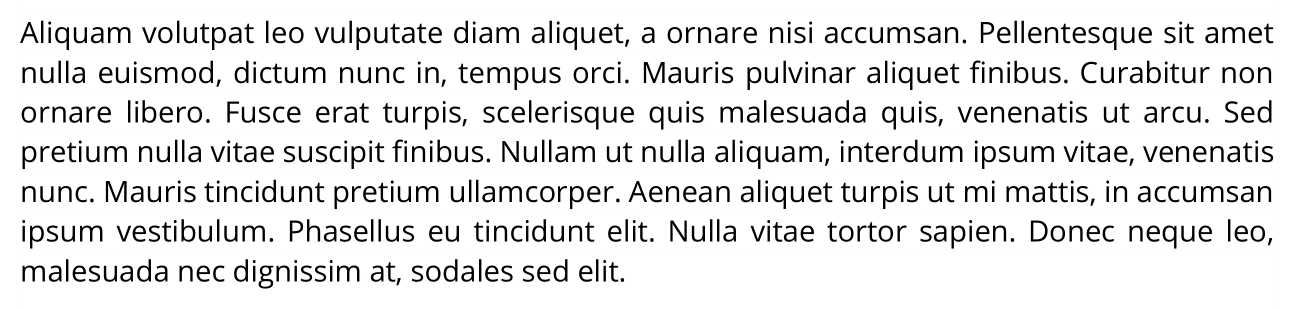 Aliquam volutpat leo vulputate diam aliquet, a ornare nisi accumsan. Pellentesque sit amet
nulla euismod, dictum nunc in, tempus orci. Mauris pulvinar aliquet finibus. Curabitur non
ornare libero. Fusce erat turpis, scelerisque quis malesuada quis, venenatis ut arcu. Sed
pretium nulla vitae suscipit finibus. Nullam ut nulla aliquam, interdum ipsum vitae, venenatis
nunc. Mauris tincidunt pretium ullamcorper. Aenean aliquet turpis ut mi mattis, in accumsan
ipsum vestibulum. Phasellus eu tincidunt elit. Nulla vitae tortor sapien. Donec neque leo,
malesuada nec dignissim at, sodales sed elit.